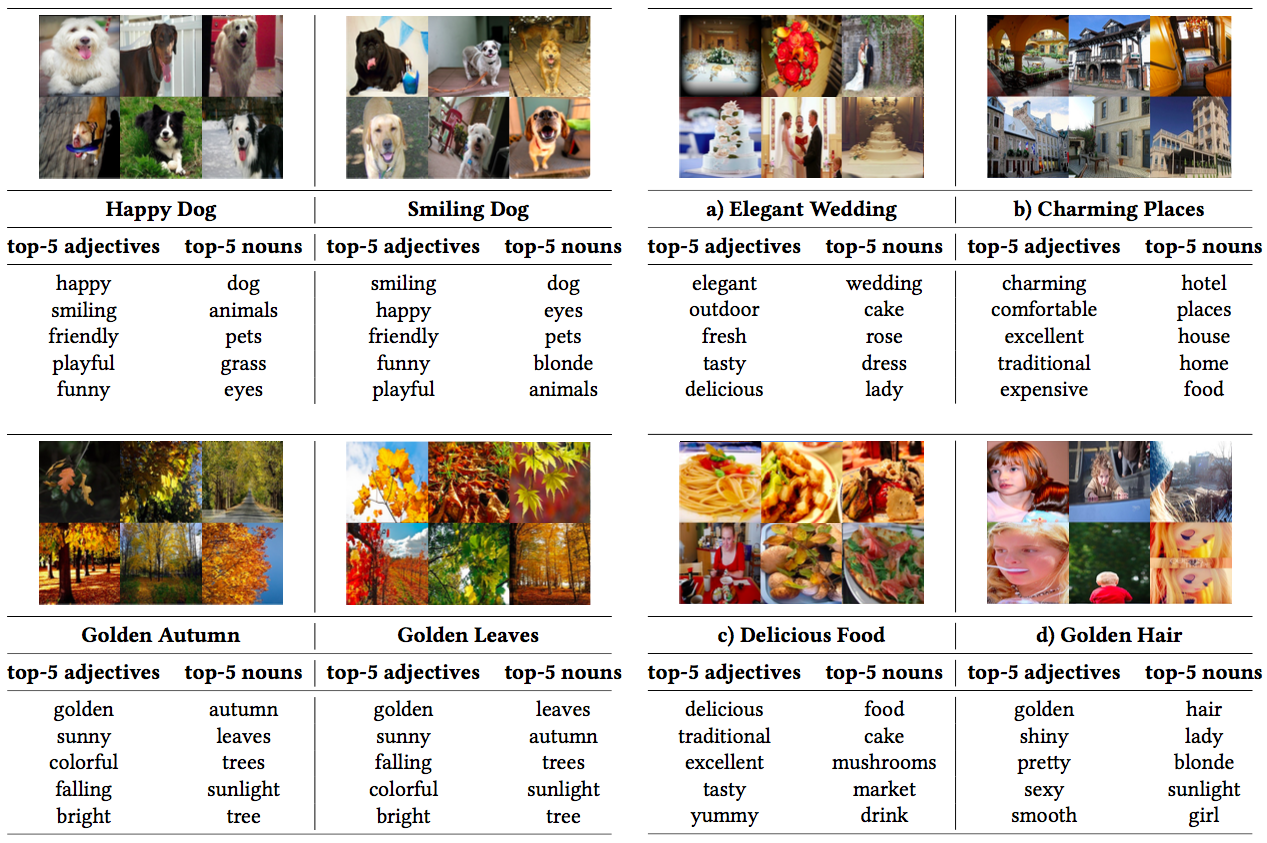 Happy Dog
Smiling Dog
top-5 adjectives top-5 nouns top-5 adjectives top-5 nouns
happy dog smiling dog
smiling animals happy eyes
friendly pets friendly pets
playful grass funny blonde
funny eyes playful animals
a) Elegant Wedding
b) Charming Places
top-5 adjectives top-5 nouns top-5 adjectives top-5 nouns
elegant wedding charming hotel
outdoor cake comfortable places
fresh rose excellent house
tasty dress traditional home
delicious lady expensive food
Golden Autumn
Golden Leaves
top-5 adjectives top-5 nouns top-5 adjectives top-5 nouns
golden autumn golden leaves
sunny leaves sunny autumn
colorful trees falling trees
falling sunlight colorful sunlight
bright tree bright tree
c) Delicious Food
d) Golden Hair
top-5 adjectives top-5 nouns top-5 adjectives top-5 nouns
delicious food golden hair
traditional cake shiny lady
excellent mushrooms pretty blonde
tasty market sexy sunlight
yummy drink smooth girl